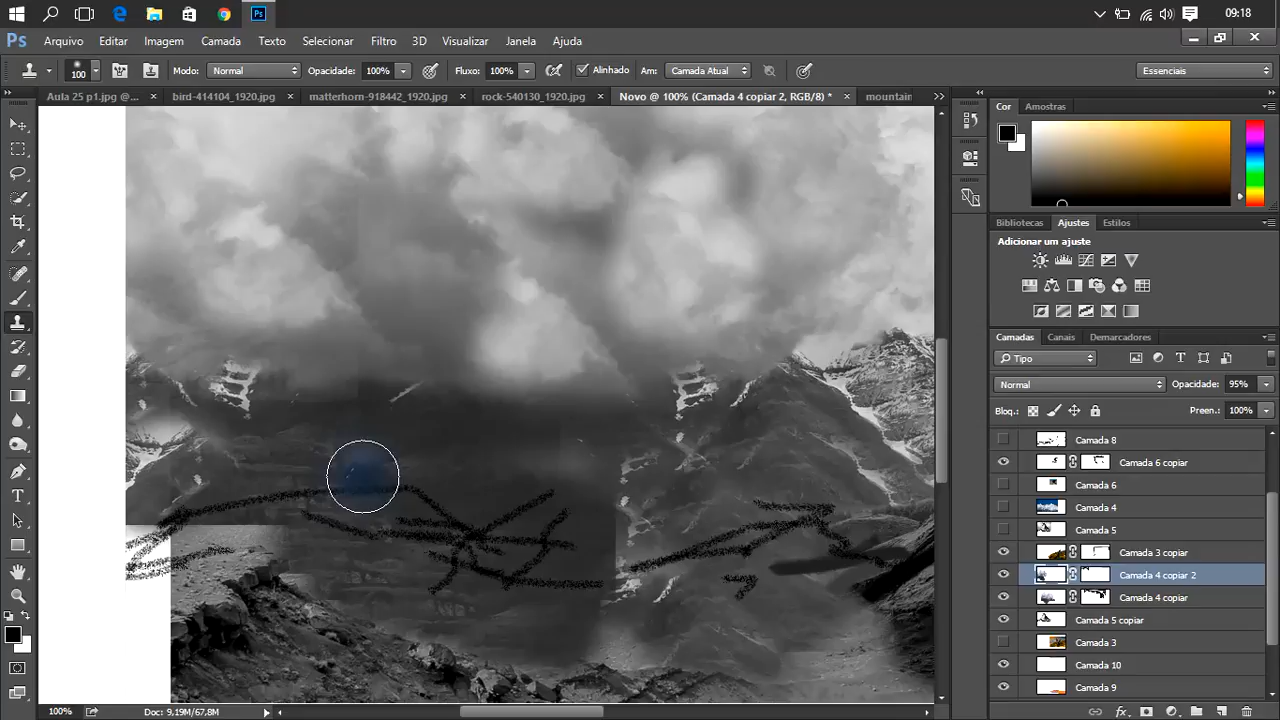 09:18
Ps Arquivo Editar Imagem Camada Texto Selecionar Filtro 3D Visualizar Janela Ajuda
100 Modo: Normal Opacidade: 100% Fluxo: 100% Alinhado Am: Camada Atual Essenciais
Aula 25 p1.jpg @... × bird-414104_1920.jpg × matterhorn-918442_1920.jpg × rock-540130_1920.jpg × Novo @ 100% (Camada 4 copiar 2, RGB/8) * × mountain
Cor Amostras
Bibliotecas Ajustes Estilos
Adicionar um ajuste
Camadas Canais Demarcadores
Tipo
Normal Opacidade: 95%
Bloq.: Preen.: 100%
Camada 8
Camada 6 copiar
Camada 6
Camada 4
Camada 5
Camada 3 copiar
Camada 4 copiar 2
Camada 4 copiar
Camada 5 copiar
Camada 3
Camada 10
Camada 9
100% Doc: 9,19M/67,8M